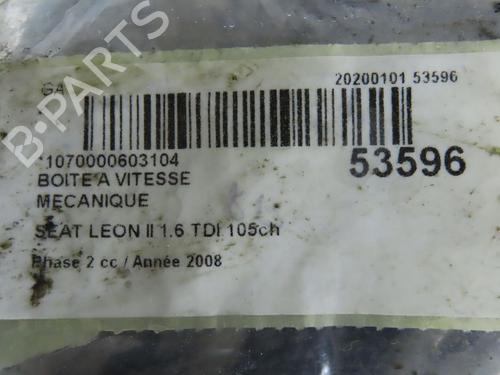 GA
20200101 53596
1070000603104
53596
BOITE A VITESSE
MECANIQUE
SEAT LEON II 1.6 TDI 105ch
Phase 2 cc / Année 2008
B-PARTS